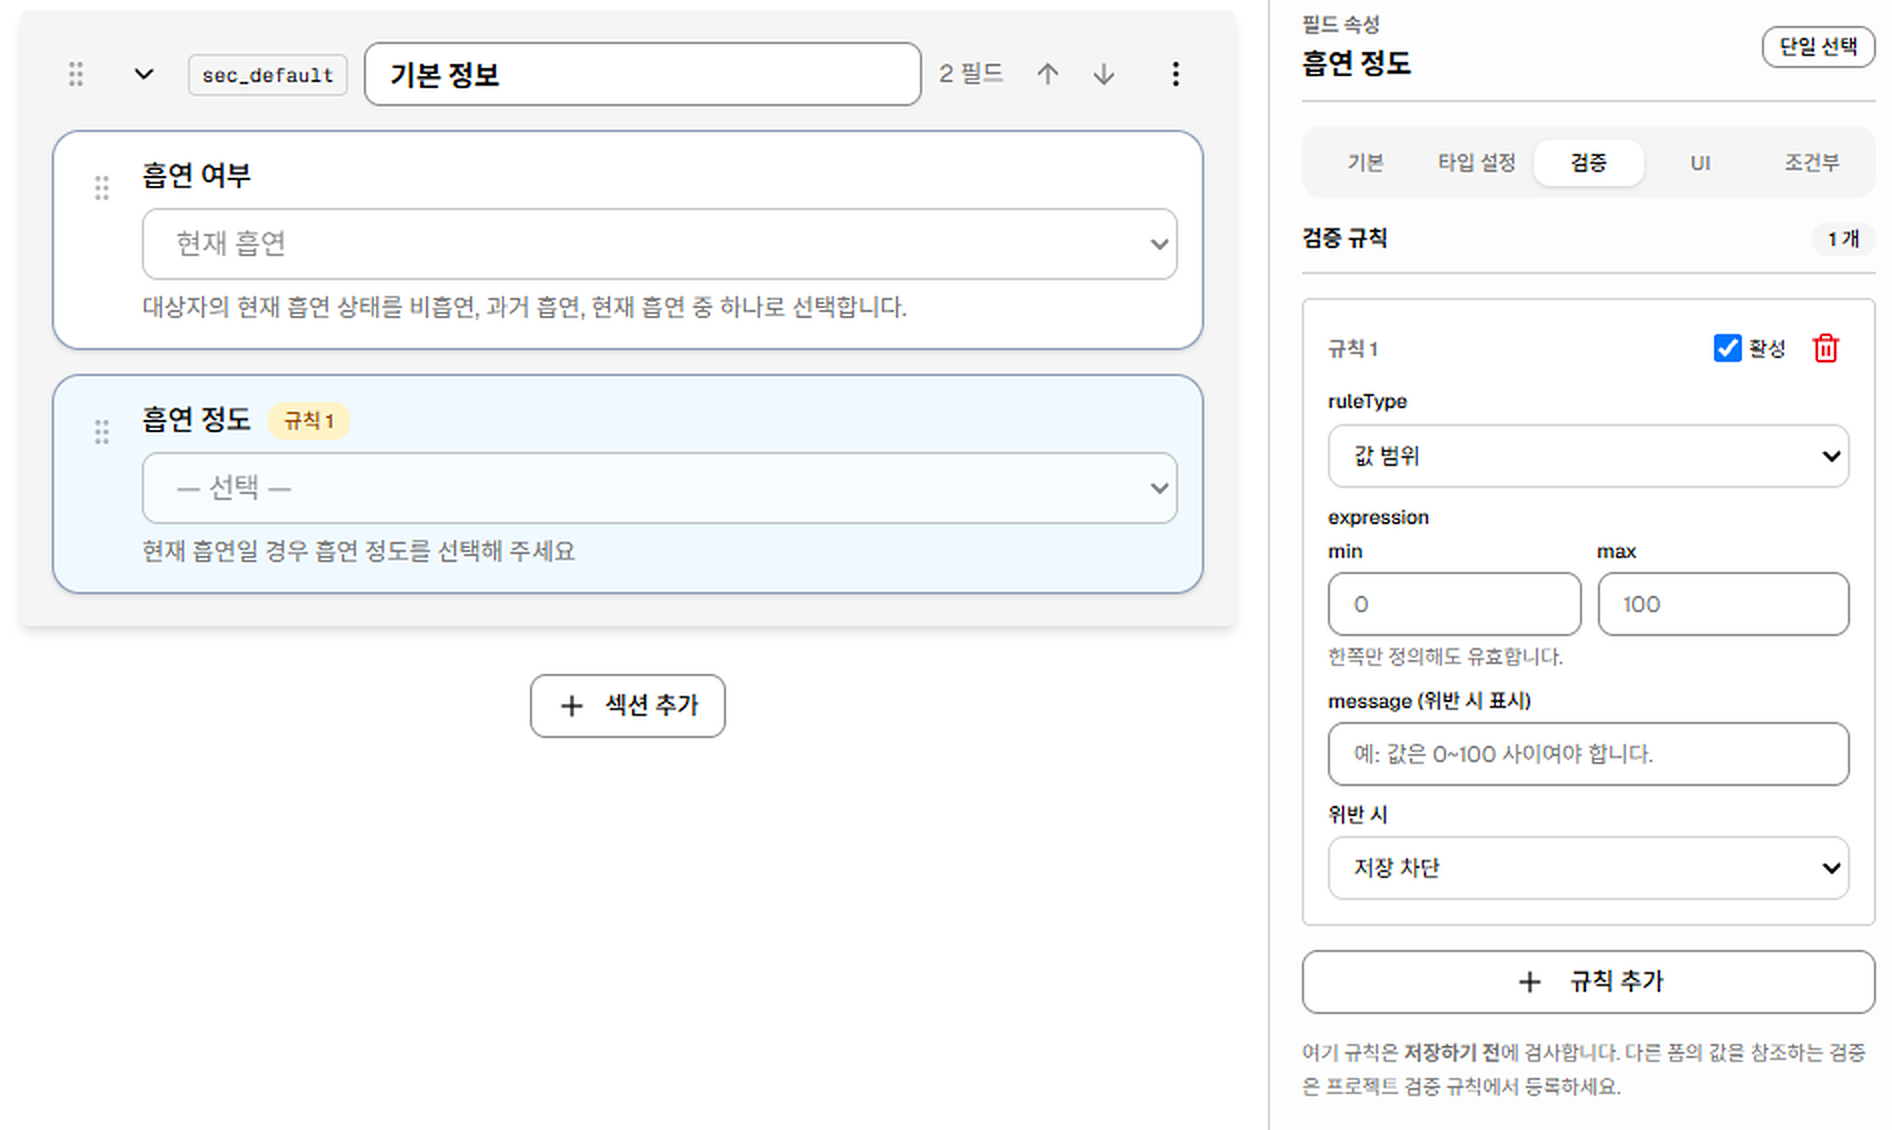 sec_default
기본 정보
2 필드
흡연 여부
현재 흡연
대상자의 현재 흡연 상태를 비흡연, 과거 흡연, 현재 흡연 중 하나로 선택합니다.
흡연 정도 규칙 1
— 선택 —
현재 흡연일 경우 흡연 정도를 선택해 주세요
+ 섹션 추가
필드 속성
흡연 정도
단일 선택
기본 타입 설정 검증 UI 조건부
검증 규칙 1 개
규칙 1 활성
ruleType
값 범위
expression
min max
0 100
한쪽만 정의해도 유효합니다.
message (위반 시 표시)
예: 값은 0~100 사이여야 합니다.
위반 시
저장 차단
+ 규칙 추가
여기 규칙은 저장하기 전에 검사합니다. 다른 폼의 값을 참조하는 검증
은 프로젝트 검증 규칙에서 등록하세요.